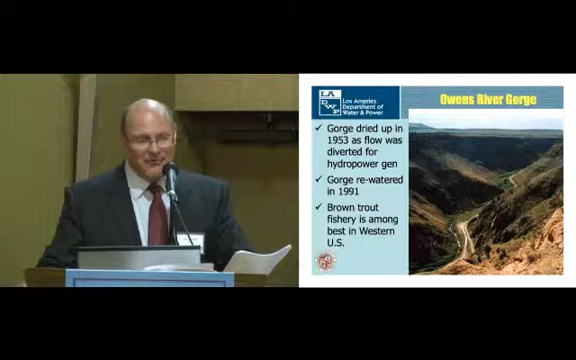 LA
DWP
Los Angeles
Department of
Water & Power
Owens River Gorge
✓ Gorge dried up in
1953 as flow was
diverted for
hydropower gen
✓ Gorge re-watered
in 1991
✓ Brown trout
fishery is among
best in Western
U.S.